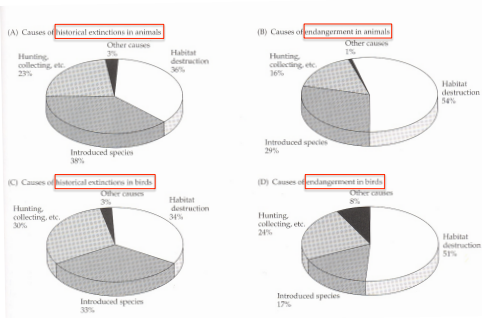 (A) Causes of historical extinctions in animals
Other causes
3%
Hunting,
collecting, etc.
23%
Habitat
destruction
36%
Introduced species
38%
(B) Causes of endangerment in animals
Other causes
1%
Hunting,
collecting, etc.
16%
Habitat
destruction
54%
Introduced species
29%
(C) Causes of historical extinctions in birds
Other causes
3%
Hunting,
collecting, etc.
30%
Habitat
destruction
34%
Introduced species
33%
(D) Causes of endangerment in birds
Other causes
8%
Hunting,
collecting, etc.
24%
Habitat
destruction
51%
Introduced species
17%